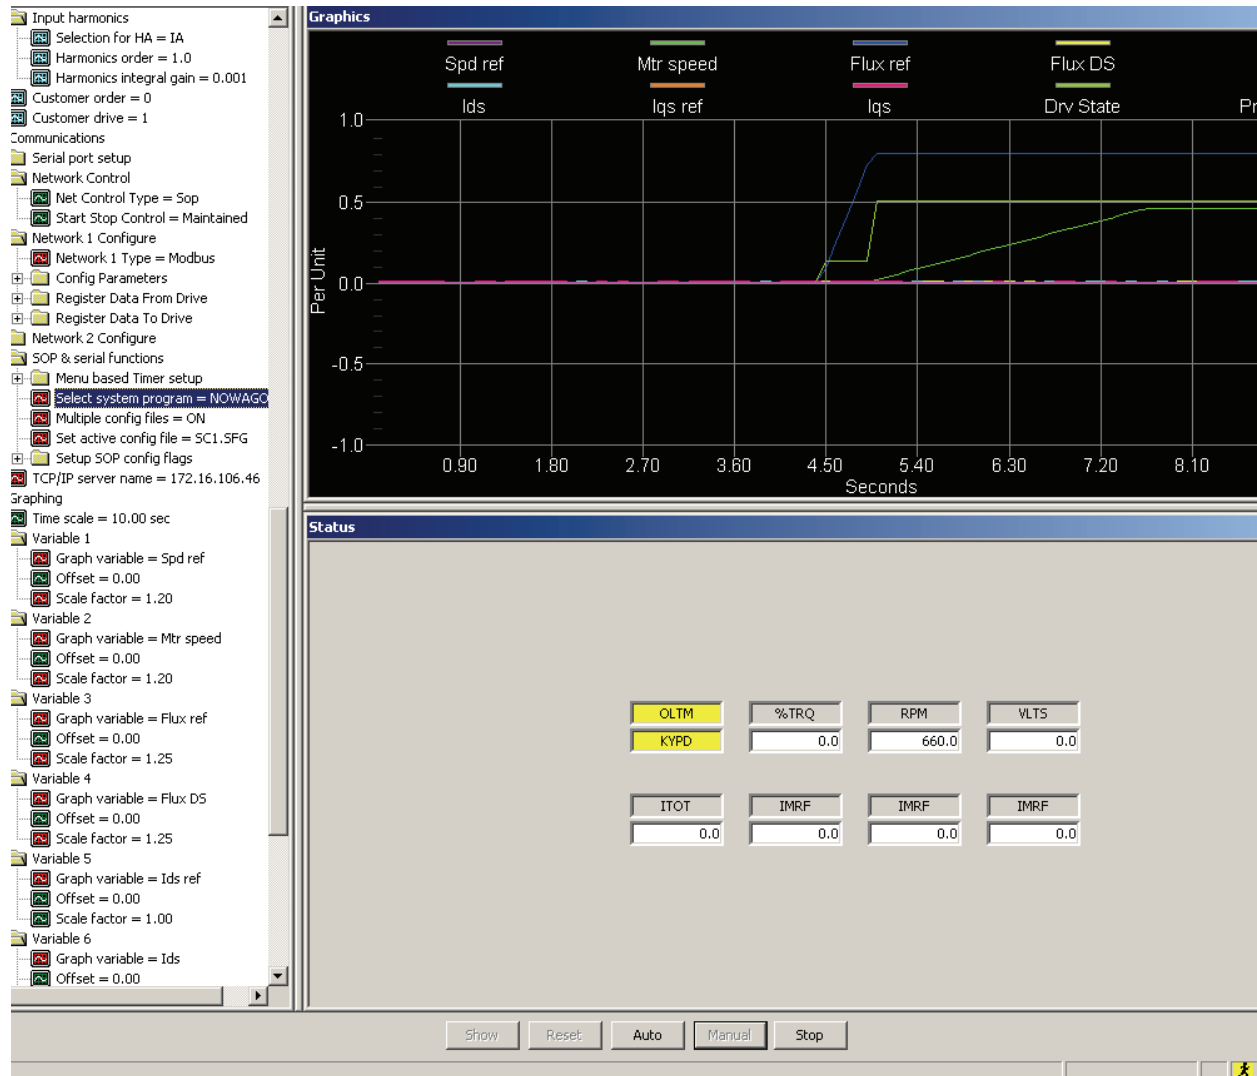 Input harmonics
Selection for HA = IA
Harmonics order = 1.0
Harmonics integral gain = 0.001
Customer order = 0
Customer drive = 1
Communications
Serial port setup
Network Control
Net Control Type = Sop
Start Stop Control = Maintained
Network 1 Configure
Network 1 Type = Modbus
Config Parameters
Register Data From Drive
Register Data To Drive
Network 2 Configure
SOP & serial functions
Menu based Timer setup
Select system program = NOWAGO
Multiple config files = ON
Set active config file = SC1.SFG
Setup SOP config flags
TCP/IP server name = 172.16.106.46
Graphing
Time scale = 10.00 sec
Variable 1
Graph variable = Spd ref
Offset = 0.00
Scale factor = 1.20
Variable 2
Graph variable = Mtr speed
Offset = 0.00
Scale factor = 1.20
Variable 3
Graph variable = Flux ref
Offset = 0.00
Scale factor = 1.25
Variable 4
Graph variable = Flux DS
Offset = 0.00
Scale factor = 1.25
Variable 5
Graph variable = Ids ref
Offset = 0.00
Scale factor = 1.00
Variable 6
Graph variable = Ids
Offset = 0.00
Graphics
Spd ref Mtr speed Flux ref Flux DS
Ids Iqs ref Iqs Drv State Pr
1.0
0.5
0.0
-0.5
-1.0
Per Unit
0.90 1.80 2.70 3.60 4.50 5.40 6.30 7.20 8.10
Seconds
Status
OLTM %TRQ RPM VLTS
KYPD 0.0 660.0 0.0
ITOT IMRF IMRF IMRF
0.0 0.0 0.0 0.0
Show Reset Auto Manual Stop